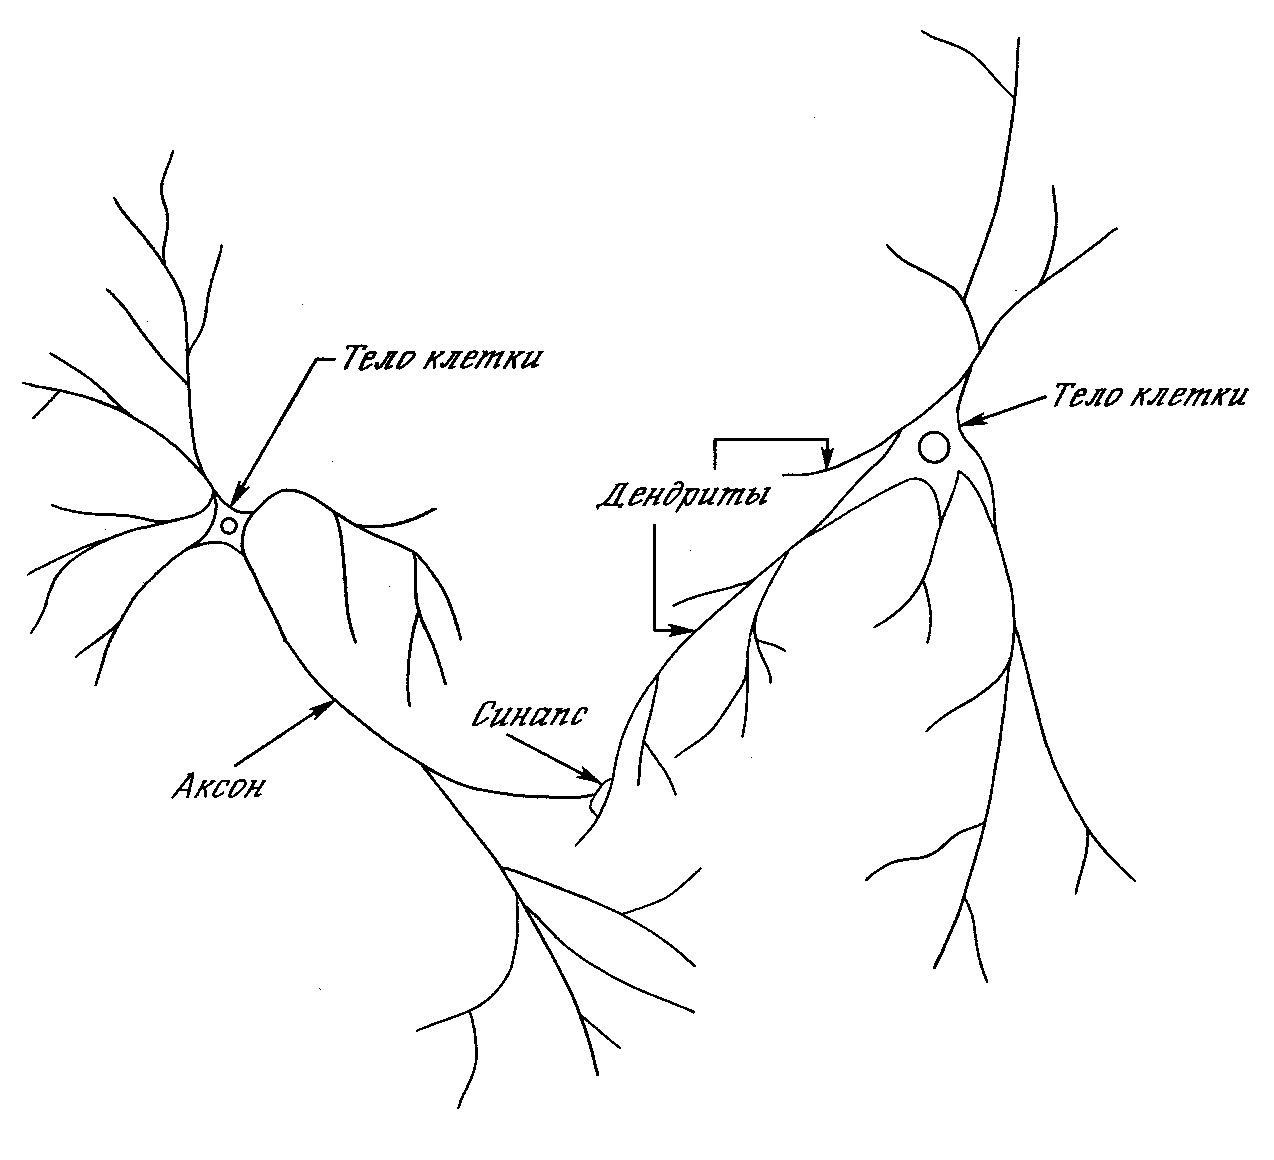 Тело клетки
Тело клетки
Дендриты
Синапс
Аксон